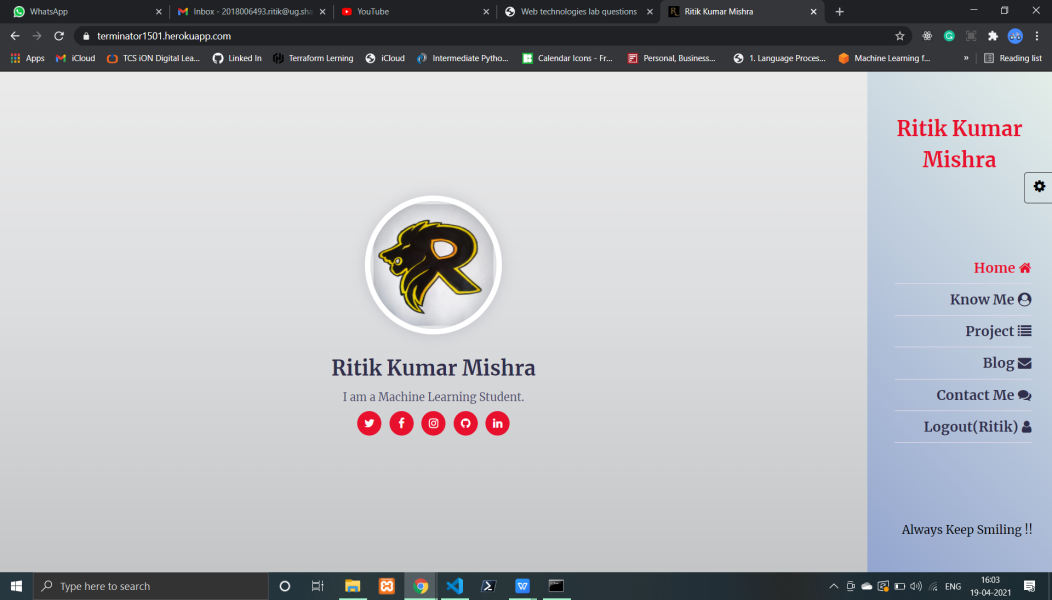 WhatsApp
Inbox - 2018006493.ritik@ug.sha
YouTube
Web technologies lab questions
Ritik Kumar Mishra
terminator1501.herokuapp.com
Apps
iCloud
TCS iON Digital Lea...
Linked In
Terraform Lerning
iCloud
Intermediate Pytho...
Calendar Icons – Fr...
Personal, Business...
1. Language Proces...
Machine Learning f...
»
Reading list
Ritik Kumar
Mishra
Home
Know Me
Project
Blog
Contact Me
Logout(Ritik)
Always Keep Smiling !!
R
Ritik Kumar Mishra
I am a Machine Learning Student.
Type here to search
ENG
16:03
19-04-2021